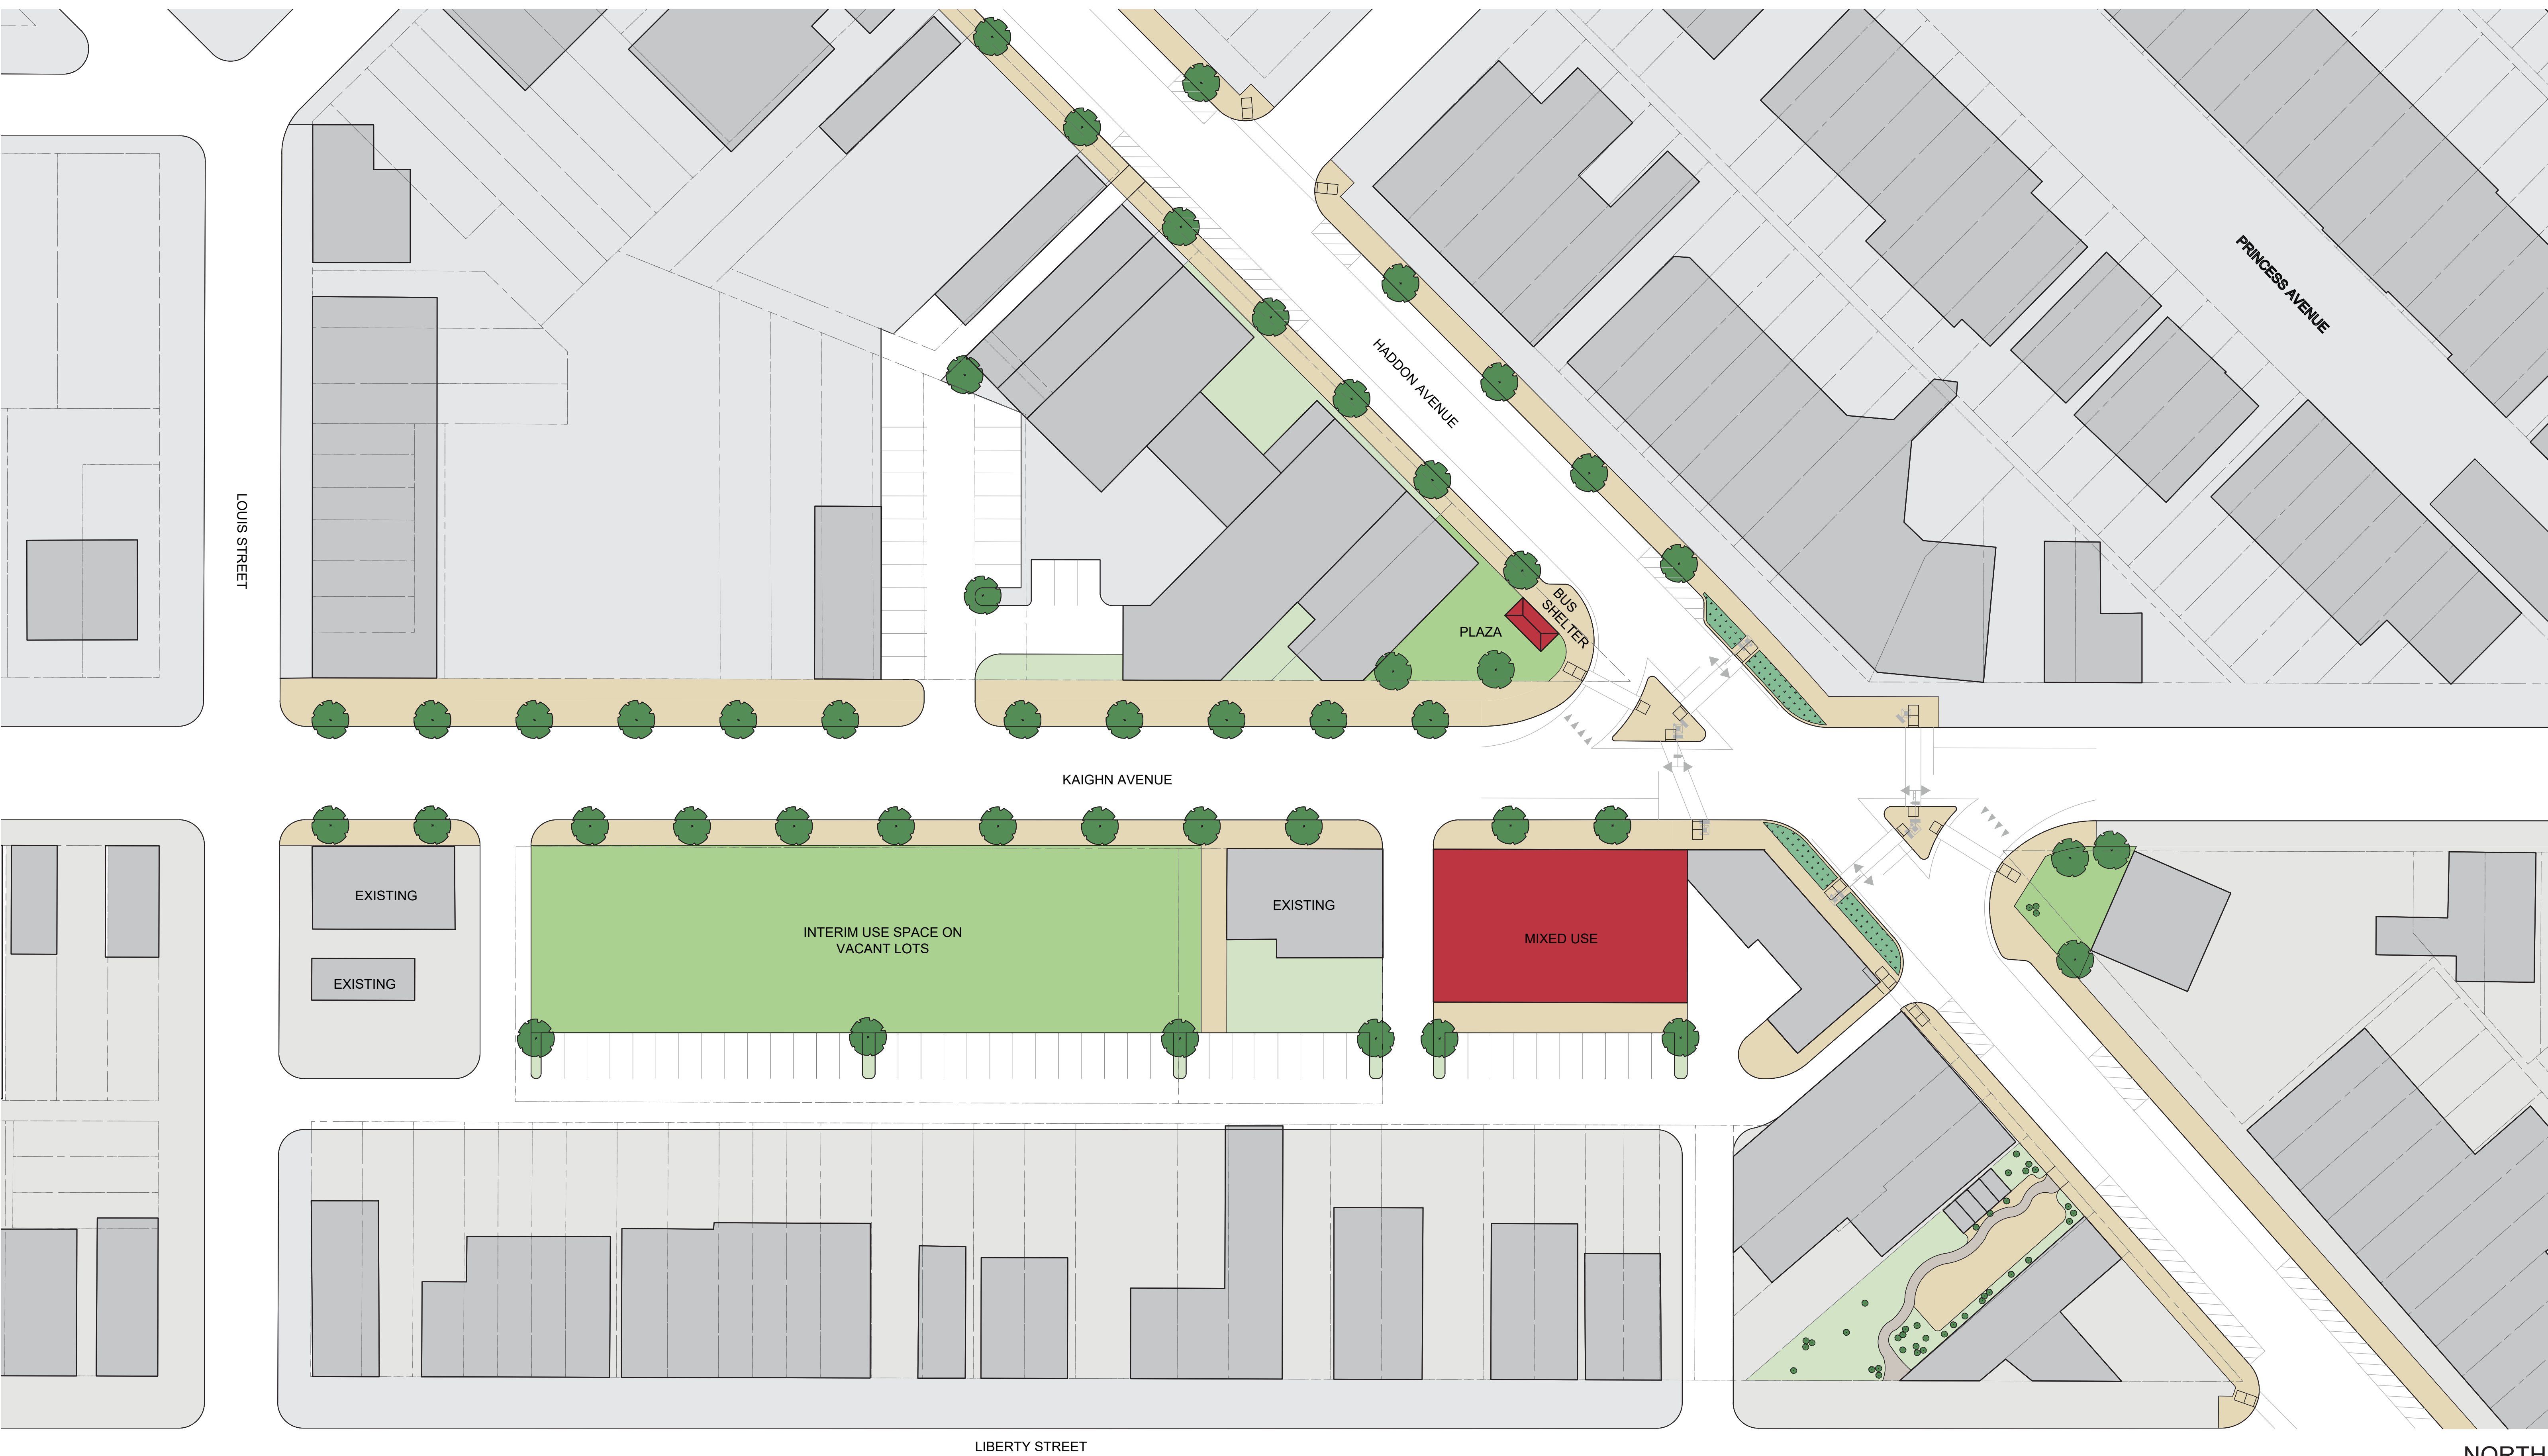 PRINCESS AVENUE
HADDON AVENUE
LOUIS STREET
BUS
SHELTER
PLAZA
KAIGHN AVENUE
EXISTING
EXISTING
INTERIM USE SPACE ON
VACANT LOTS
EXISTING
MIXED USE
LIBERTY STREET
NORTH